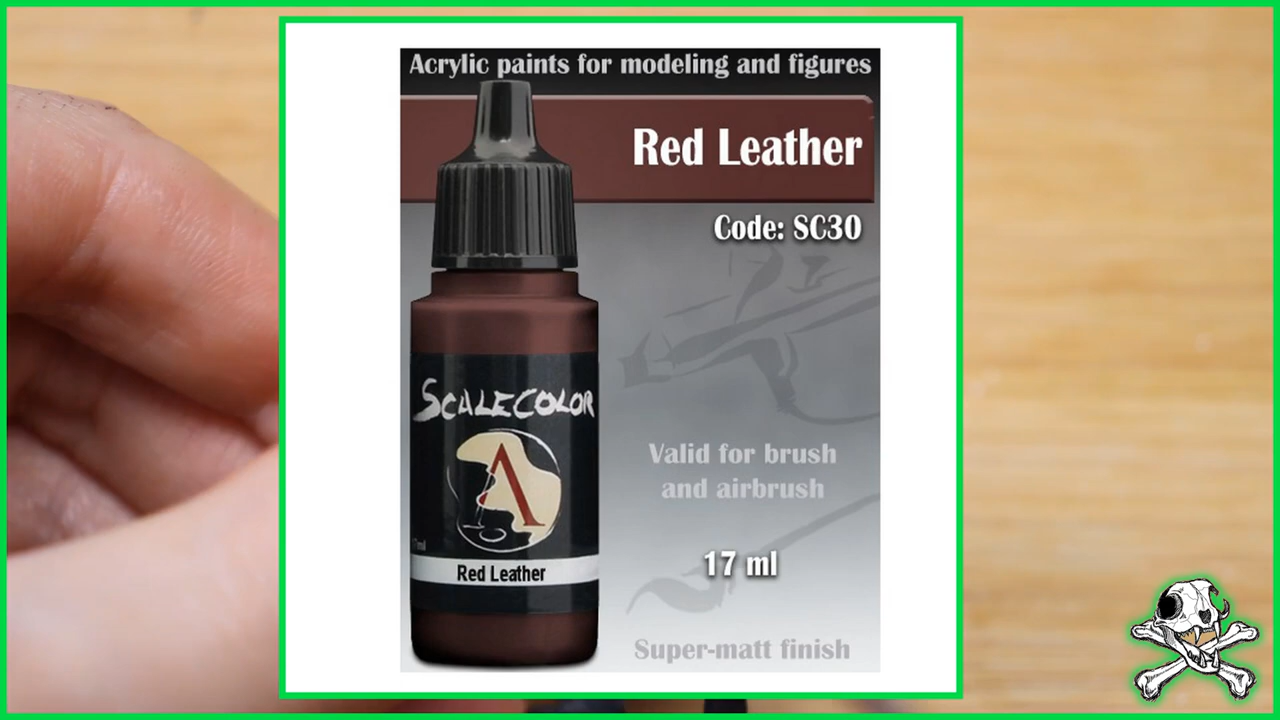 Acrylic paints for modeling and figures
Red Leather
Code: SC30
SCALECOLOR
A
17ml
Red Leather
Valid for brush
and airbrush
17 ml
Super-matt finish